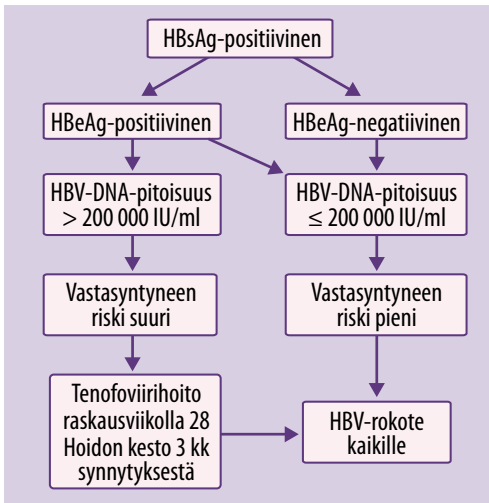 HBsAg-positiivinen
HBeAg-positiivinen
HBeAg-negatiivinen
HBV-DNA-pitoisuus
> 200 000 IU/ml
HBV-DNA-pitoisuus
≤ 200 000 IU/ml
Vastasyntyneen
riski suuri
Vastasyntyneen
riski pieni
Tenofoviirihoito
raskausviikolla 28
Hoidon kesto 3 kk
synnytyksestä
HBV-rokote
kaikille